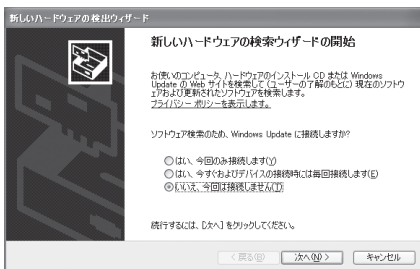 新しいハードウェアの検出ウィザード
新しいハードウェアの検索ウィザードの開始
お使いのコンピュータ、ハードウェアのインストール CD または Windows
Update の Web サイトを検索して (ユーザーの了解のもとに) 現在のソフトウ
ェアおよび更新されたソフトウェアを検索します。
プライバシー ポリシーを表示します。
ソフトウェア検索のため、Windows Update に接続しますか?
はい、今回のみ接続します(Y)
はい、今すぐおよびデバイスの接続時には毎回接続します(E)
いいえ、今回は接続しません(T)
続行するには、[次へ] をクリックしてください。
< 戻る(B)
次へ(N) >
キャンセル